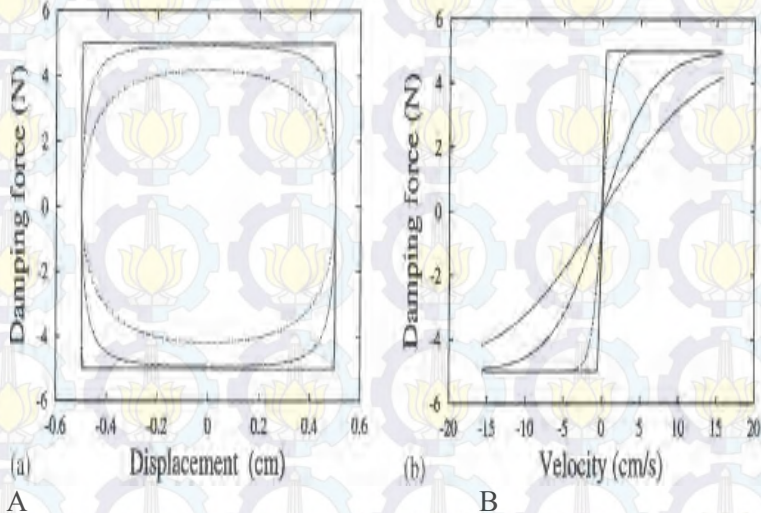 Damping force (N)
6
4
2
0
-2
-4
-6
-0.6 -0.4 -0.2 0 0.2 0.4 0.6
(a) Displacement (cm)
A
Damping force (N)
6
4
2
0
-2
-4
-6
-20 -15 -10 -5 0 5 10 15 20
(b) Velocity (cm/s)
B